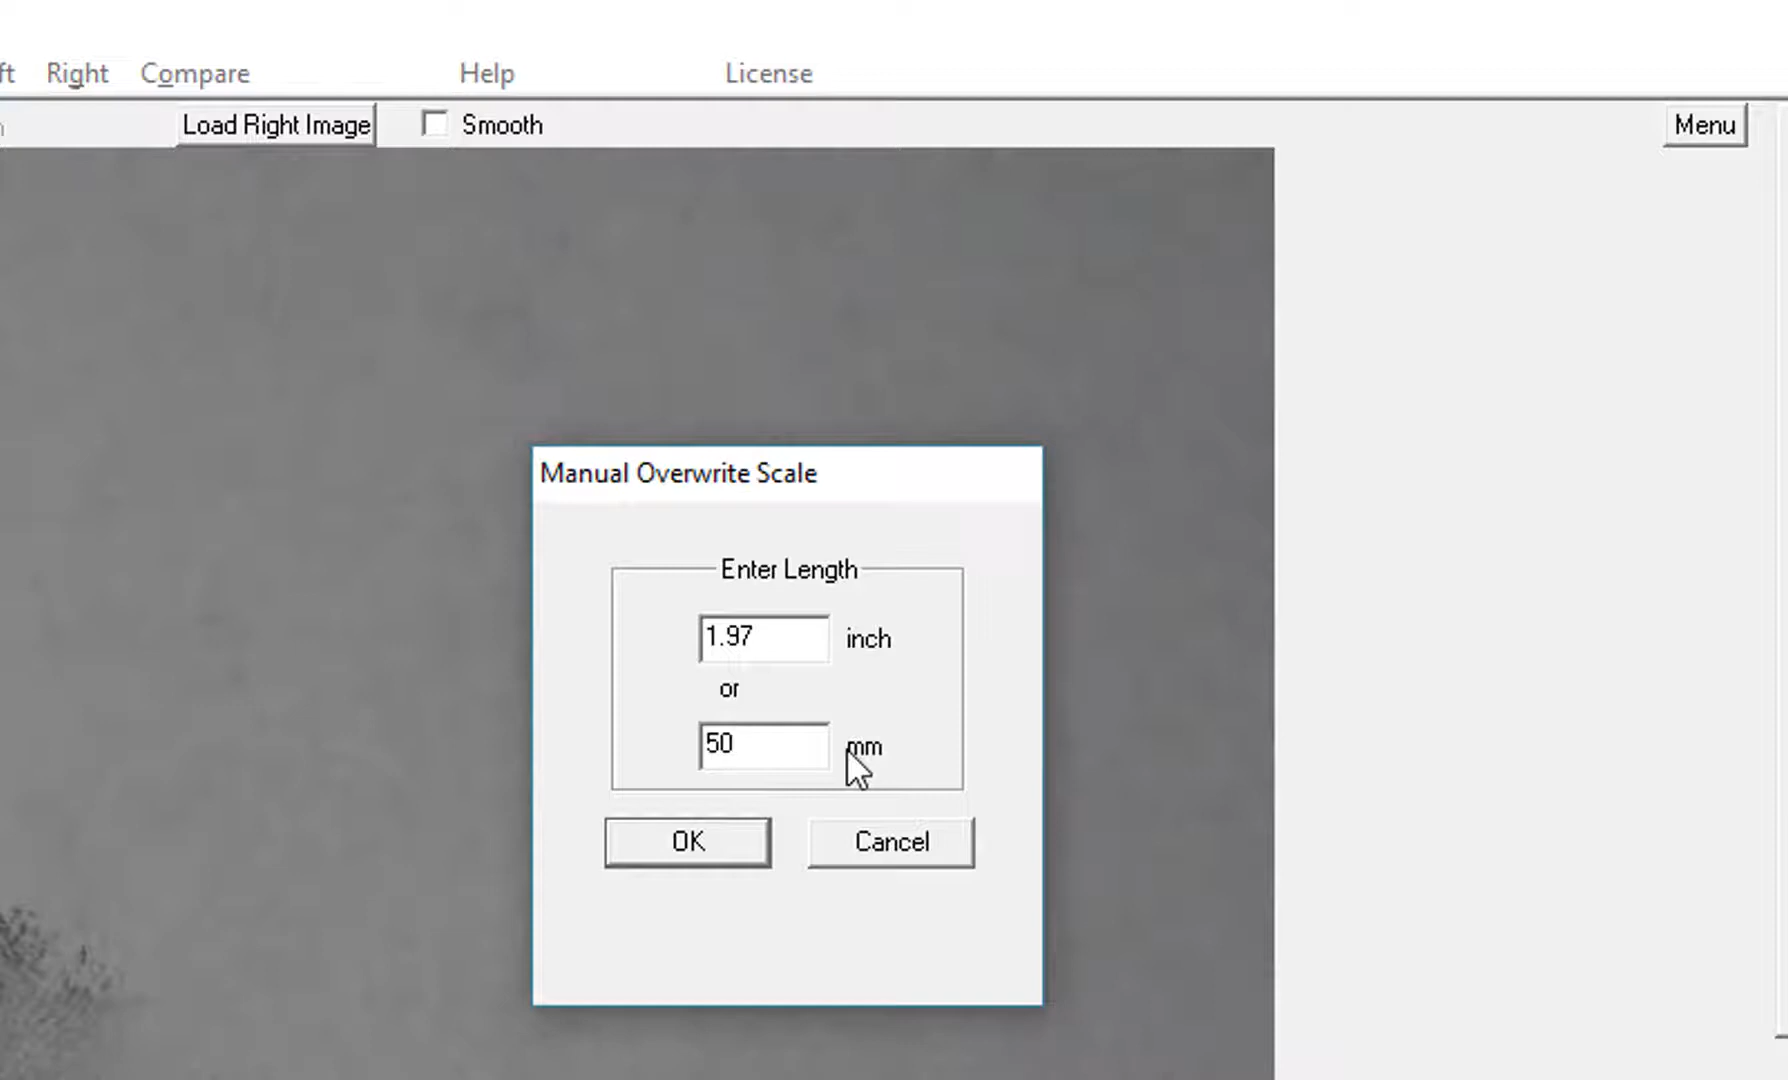 ft Right Compare Help License
Load Right Image Smooth Menu
Manual Overwrite Scale
Enter Length
1.97 inch
or
50 mm
OK Cancel